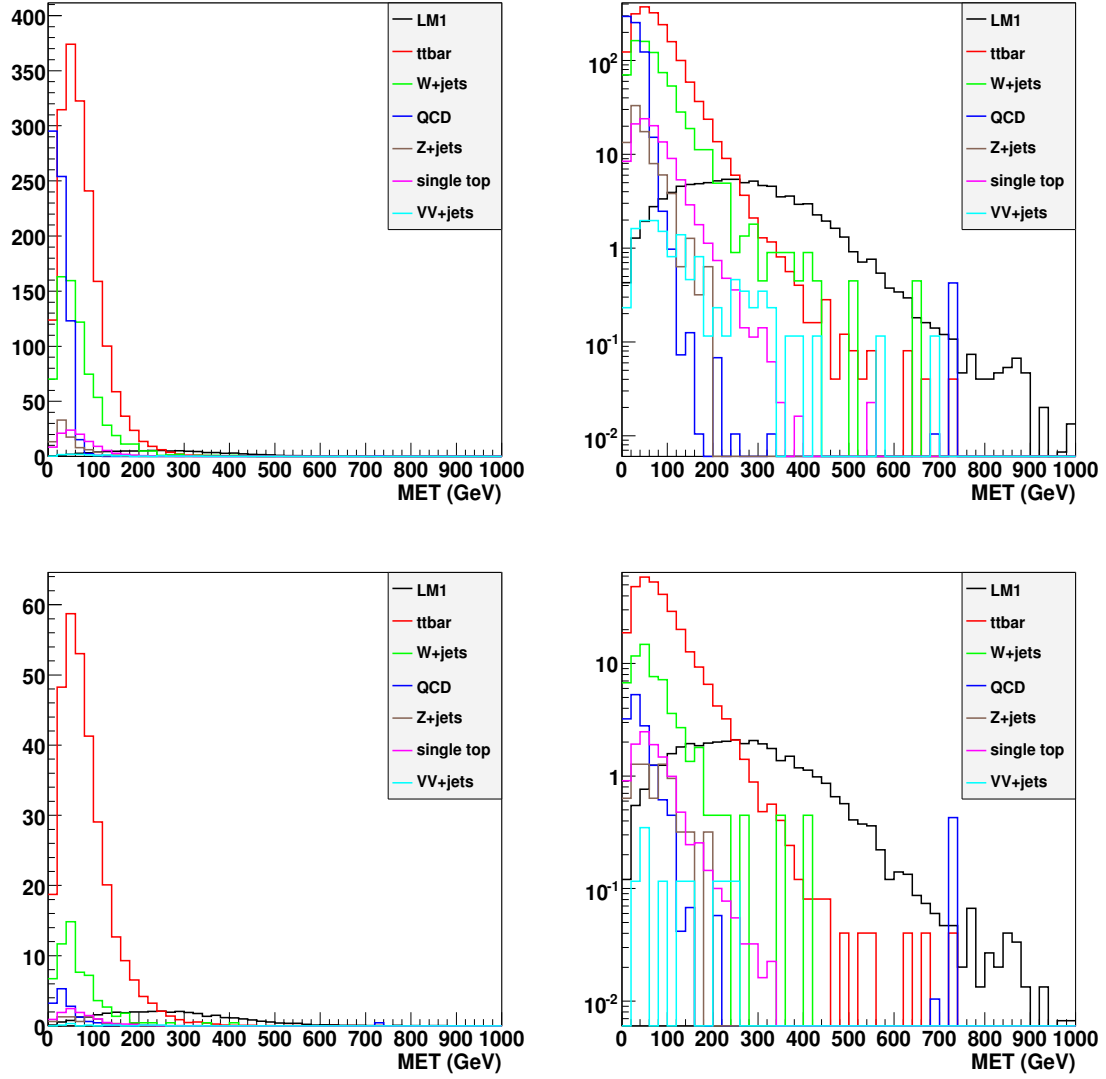 400
350
300
250
200
150
100
50
0
0 100 200 300 400 500 600 700 800 900 1000
MET (GeV)
LM1
ttbar
W+jets
QCD
Z+jets
single top
VV+jets
10²
10
1
10⁻¹
10⁻²
0 100 200 300 400 500 600 700 800 900 1000
MET (GeV)
LM1
ttbar
W+jets
QCD
Z+jets
single top
VV+jets
60
50
40
30
20
10
0
0 100 200 300 400 500 600 700 800 900 1000
MET (GeV)
LM1
ttbar
W+jets
QCD
Z+jets
single top
VV+jets
10
1
10⁻¹
10⁻²
0 100 200 300 400 500 600 700 800 900 1000
MET (GeV)
LM1
ttbar
W+jets
QCD
Z+jets
single top
VV+jets